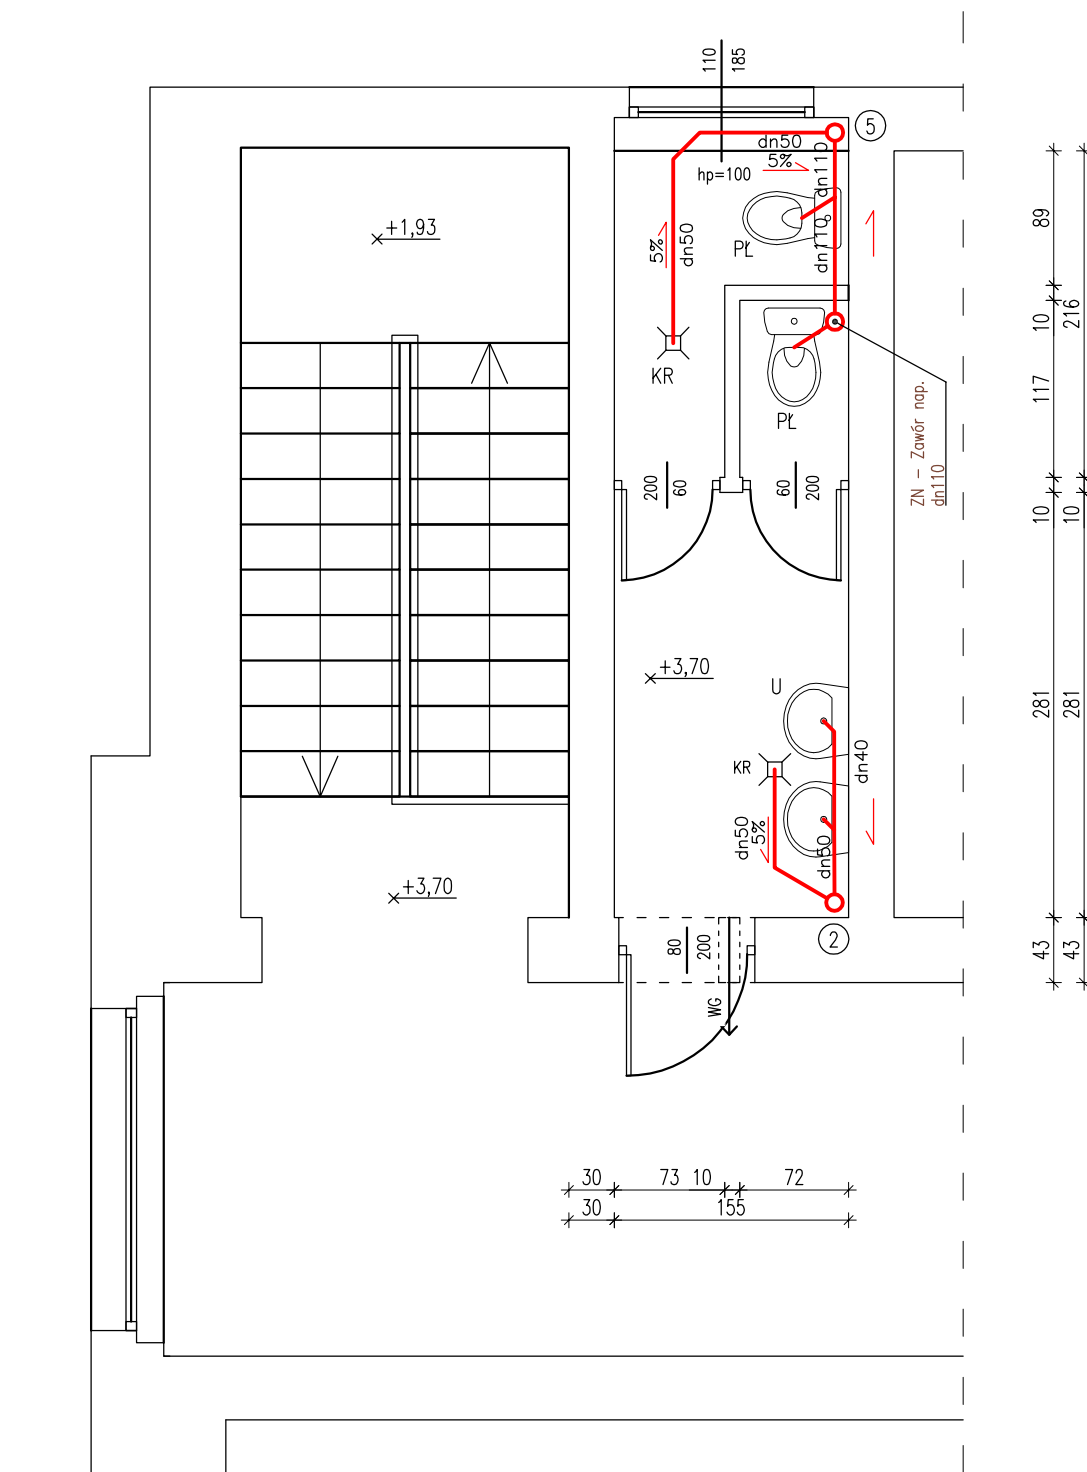 110
185
5
dn50
5%
hp=100
dn110
+1,93
5%
dn50
PŁ
dn110
89
10
216
KR
117
PŁ
ZN – Zawór nap.
dn110
200
60
60
200
10
10
+3,70
U
281
281
KR
dn40
dn50
5%
dn50
+3,70
2
80
200
43
43
WG
30
73
10
72
30
155